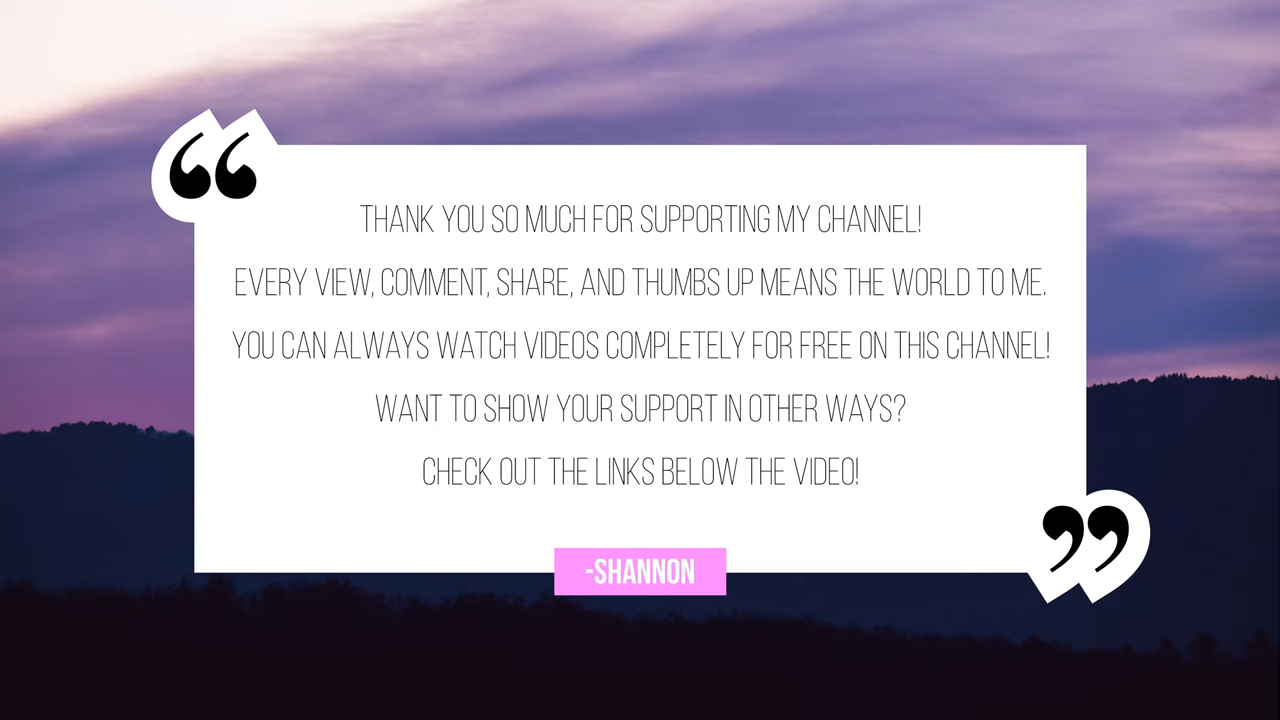 “
THANK YOU SO MUCH FOR SUPPORTING MY CHANNEL!
EVERY VIEW, COMMENT, SHARE, AND THUMBS UP MEANS THE WORLD TO ME.
YOU CAN ALWAYS WATCH VIDEOS COMPLETELY FOR FREE ON THIS CHANNEL!
WANT TO SHOW YOUR SUPPORT IN OTHER WAYS?
CHECK OUT THE LINKS BELOW THE VIDEO!
”
-SHANNON